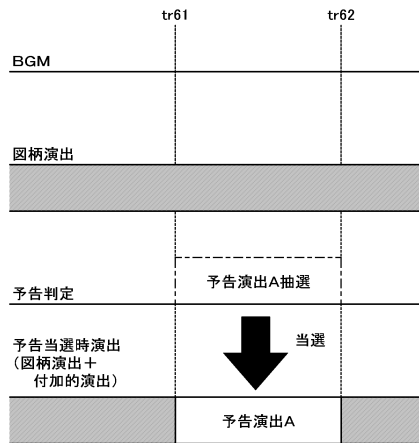 tr61 tr62
BGM
図柄演出
予告演出A抽選
予告判定
当選
予告当選時演出
(図柄演出+
付加的演出)
予告演出A